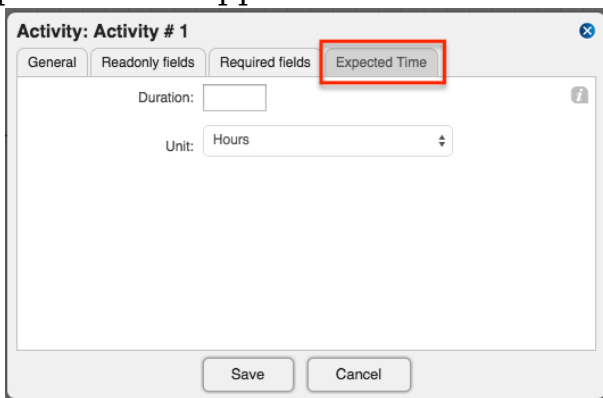 Activity: Activity # 1
General Readonly fields Required fields Expected Time
Duration:
Unit: Hours
Save Cancel